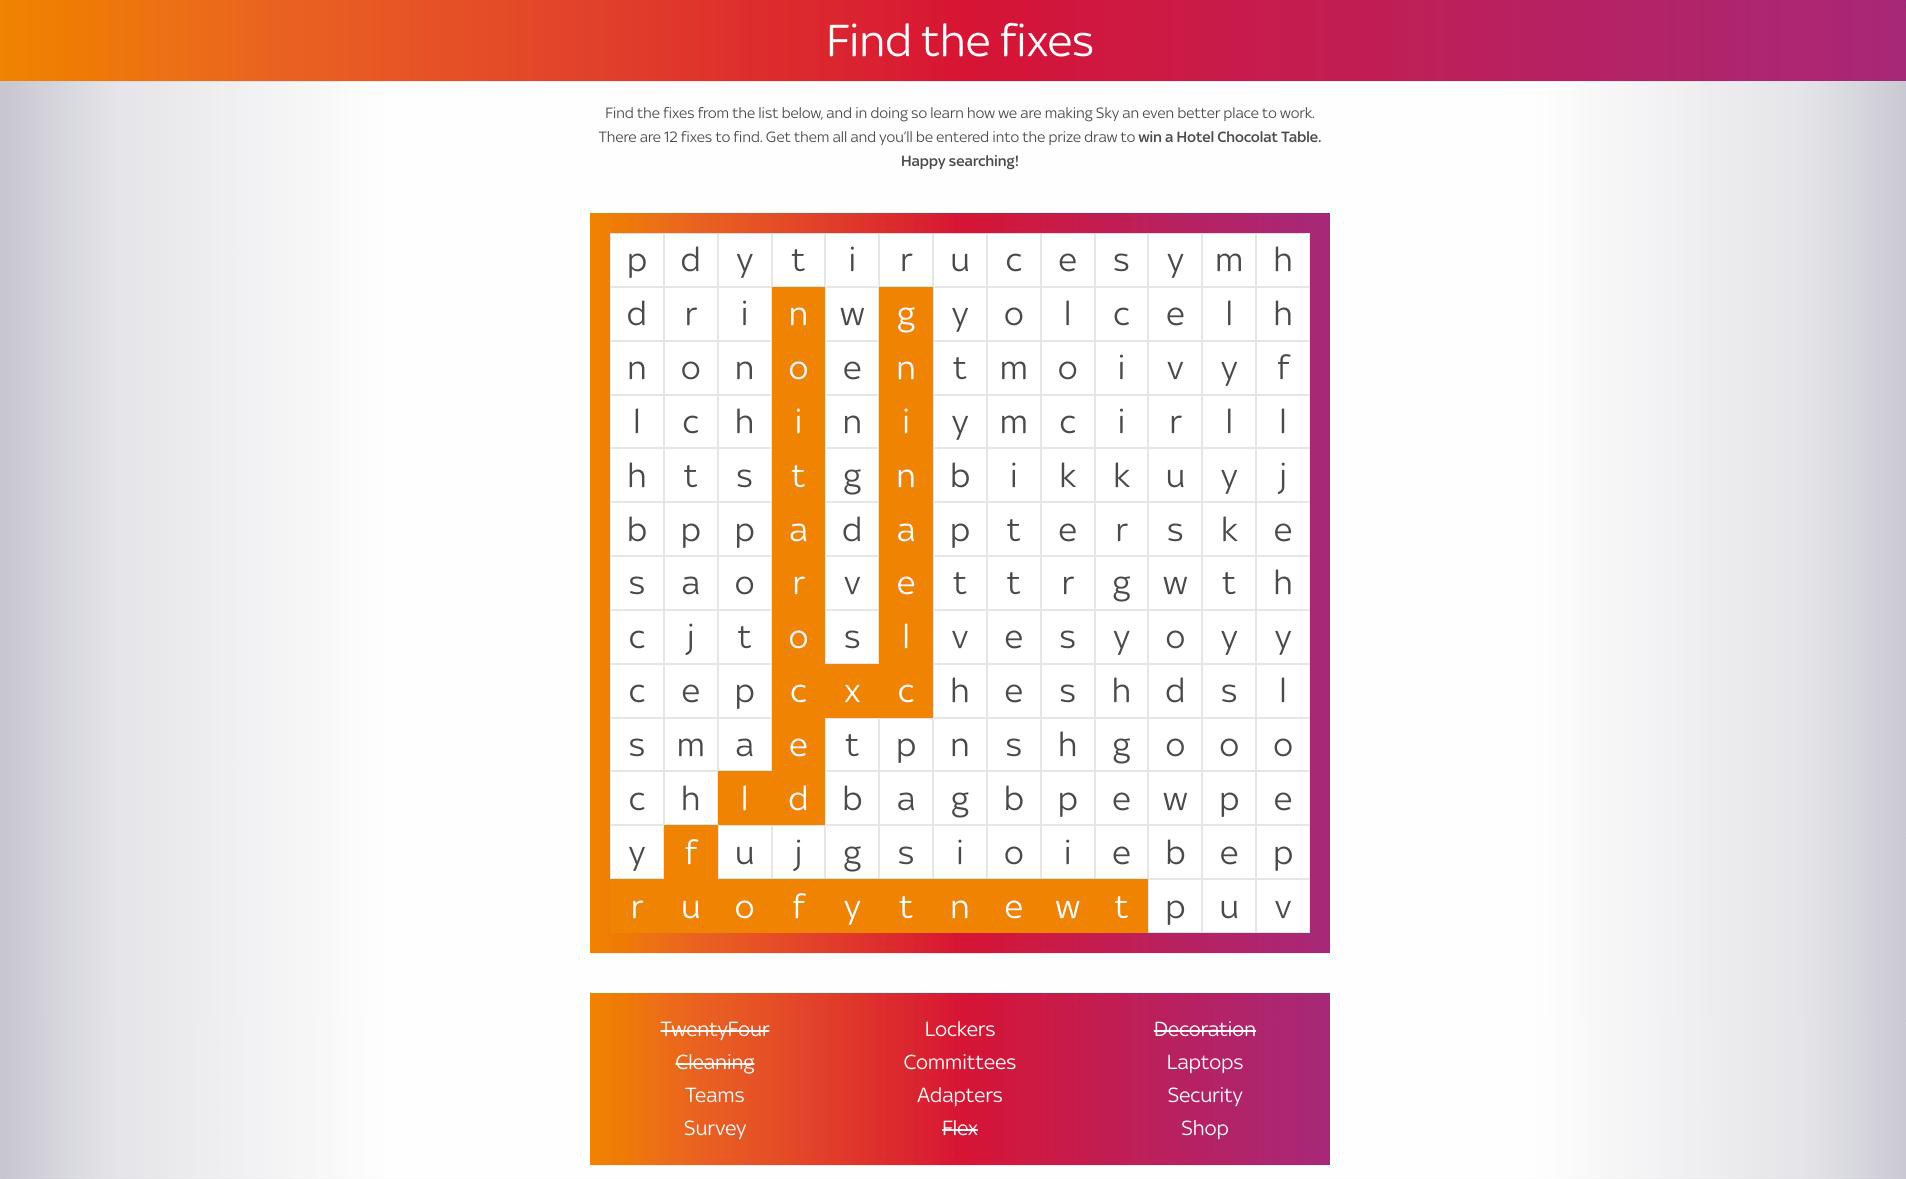 Find the fixes
Find the fixes from the list below, and in doing so learn how we are making Sky an even better place to work.
There are 12 fixes to find. Get them all and you'll be entered into the prize draw to win a Hotel Chocolat Table.
Happy searching!
p d y t i r u c e s y m h
d r i n w g y o l c e l h
n o n o e n t m o i v y f
l c h i n i y m c i r l l
h t s t g n b i k k u y j
b p p a d a p t e r s k e
s a o r v e t t r g w t h
c j t o s l v e s y o y y
c e p c x c h e s h d s l
s m a e t p n s h g o o o
c h l d b a g b p e w p e
y f u j g s i o i e b e p
r u o f y t n e w t p u v
TwentyFour Lockers Decoration
Cleaning Committees Laptops
Teams Adapters Security
Survey Flex Shop